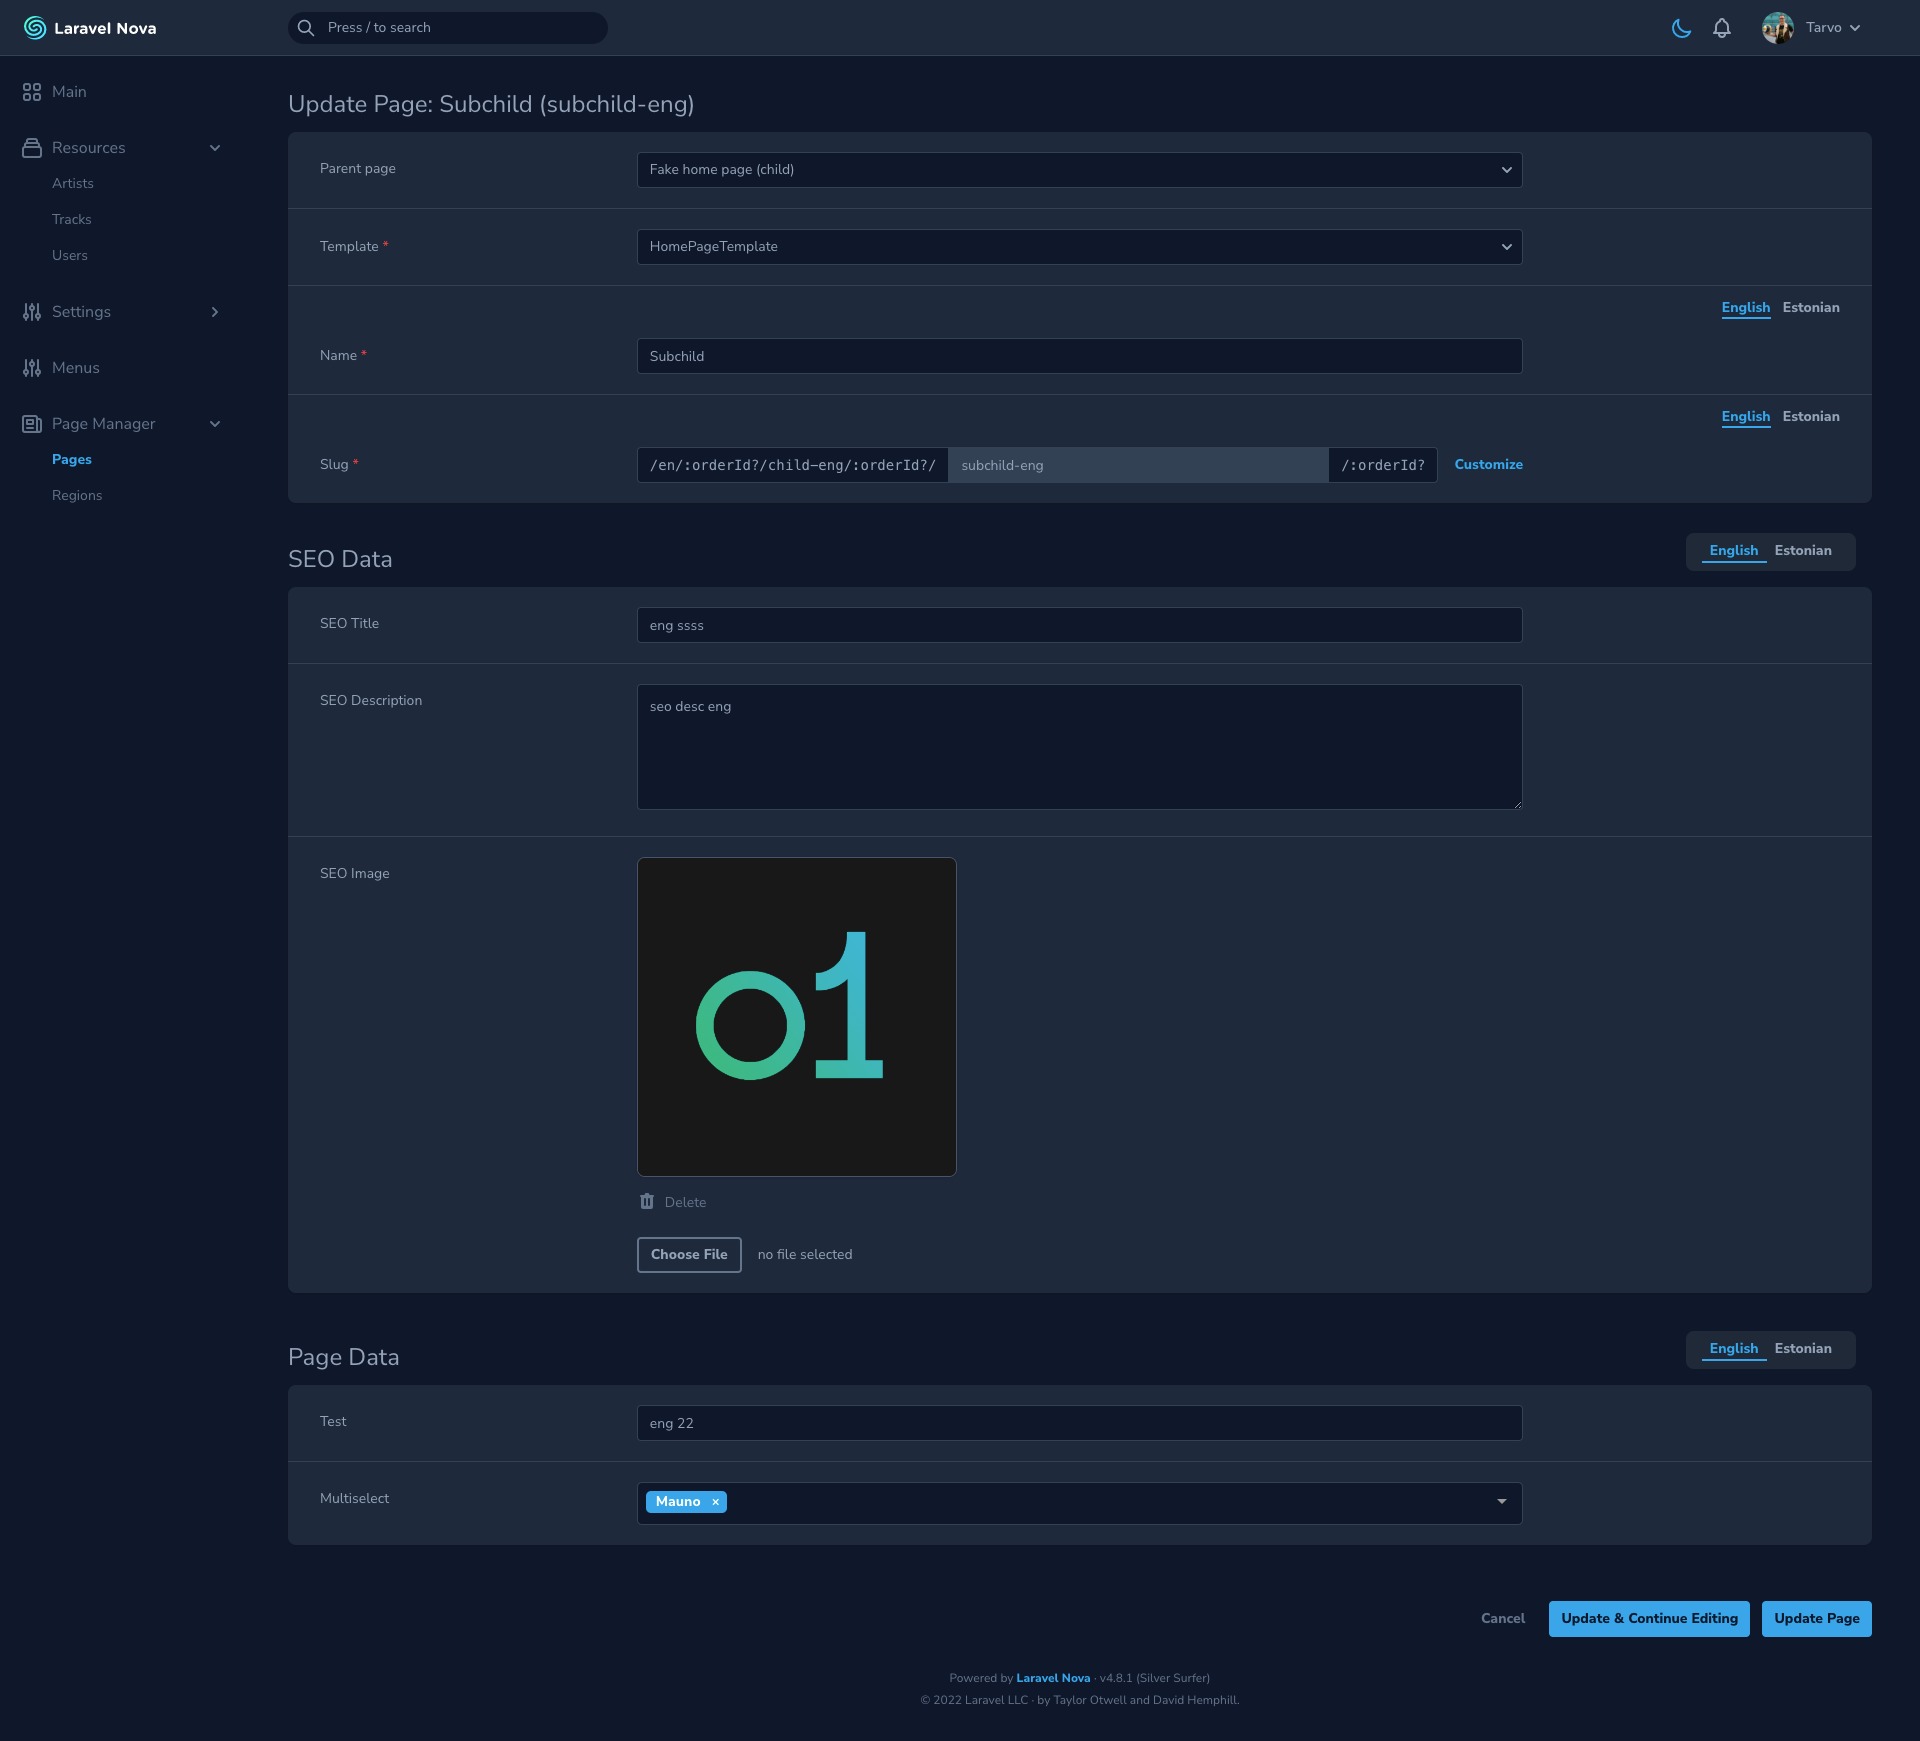 Laravel Nova
Press / to search
Tarvo
Main
Resources
Artists
Tracks
Users
Settings
Menus
Page Manager
Pages
Regions
Update Page: Subchild (subchild-eng)
Parent page
Fake home page (child)
Template *
HomePageTemplate
English Estonian
Name *
Subchild
English Estonian
Slug *
/en/:orderId?/child-eng/:orderId?/ subchild-eng /:orderId? Customize
SEO Data
English Estonian
SEO Title
eng ssss
SEO Description
seo desc eng
SEO Image
o1
Delete
Choose File no file selected
Page Data
English Estonian
Test
eng 22
Multiselect
Mauno ×
Cancel Update & Continue Editing Update Page
Powered by Laravel Nova · v4.8.1 (Silver Surfer)
© 2022 Laravel LLC · by Taylor Otwell and David Hemphill.